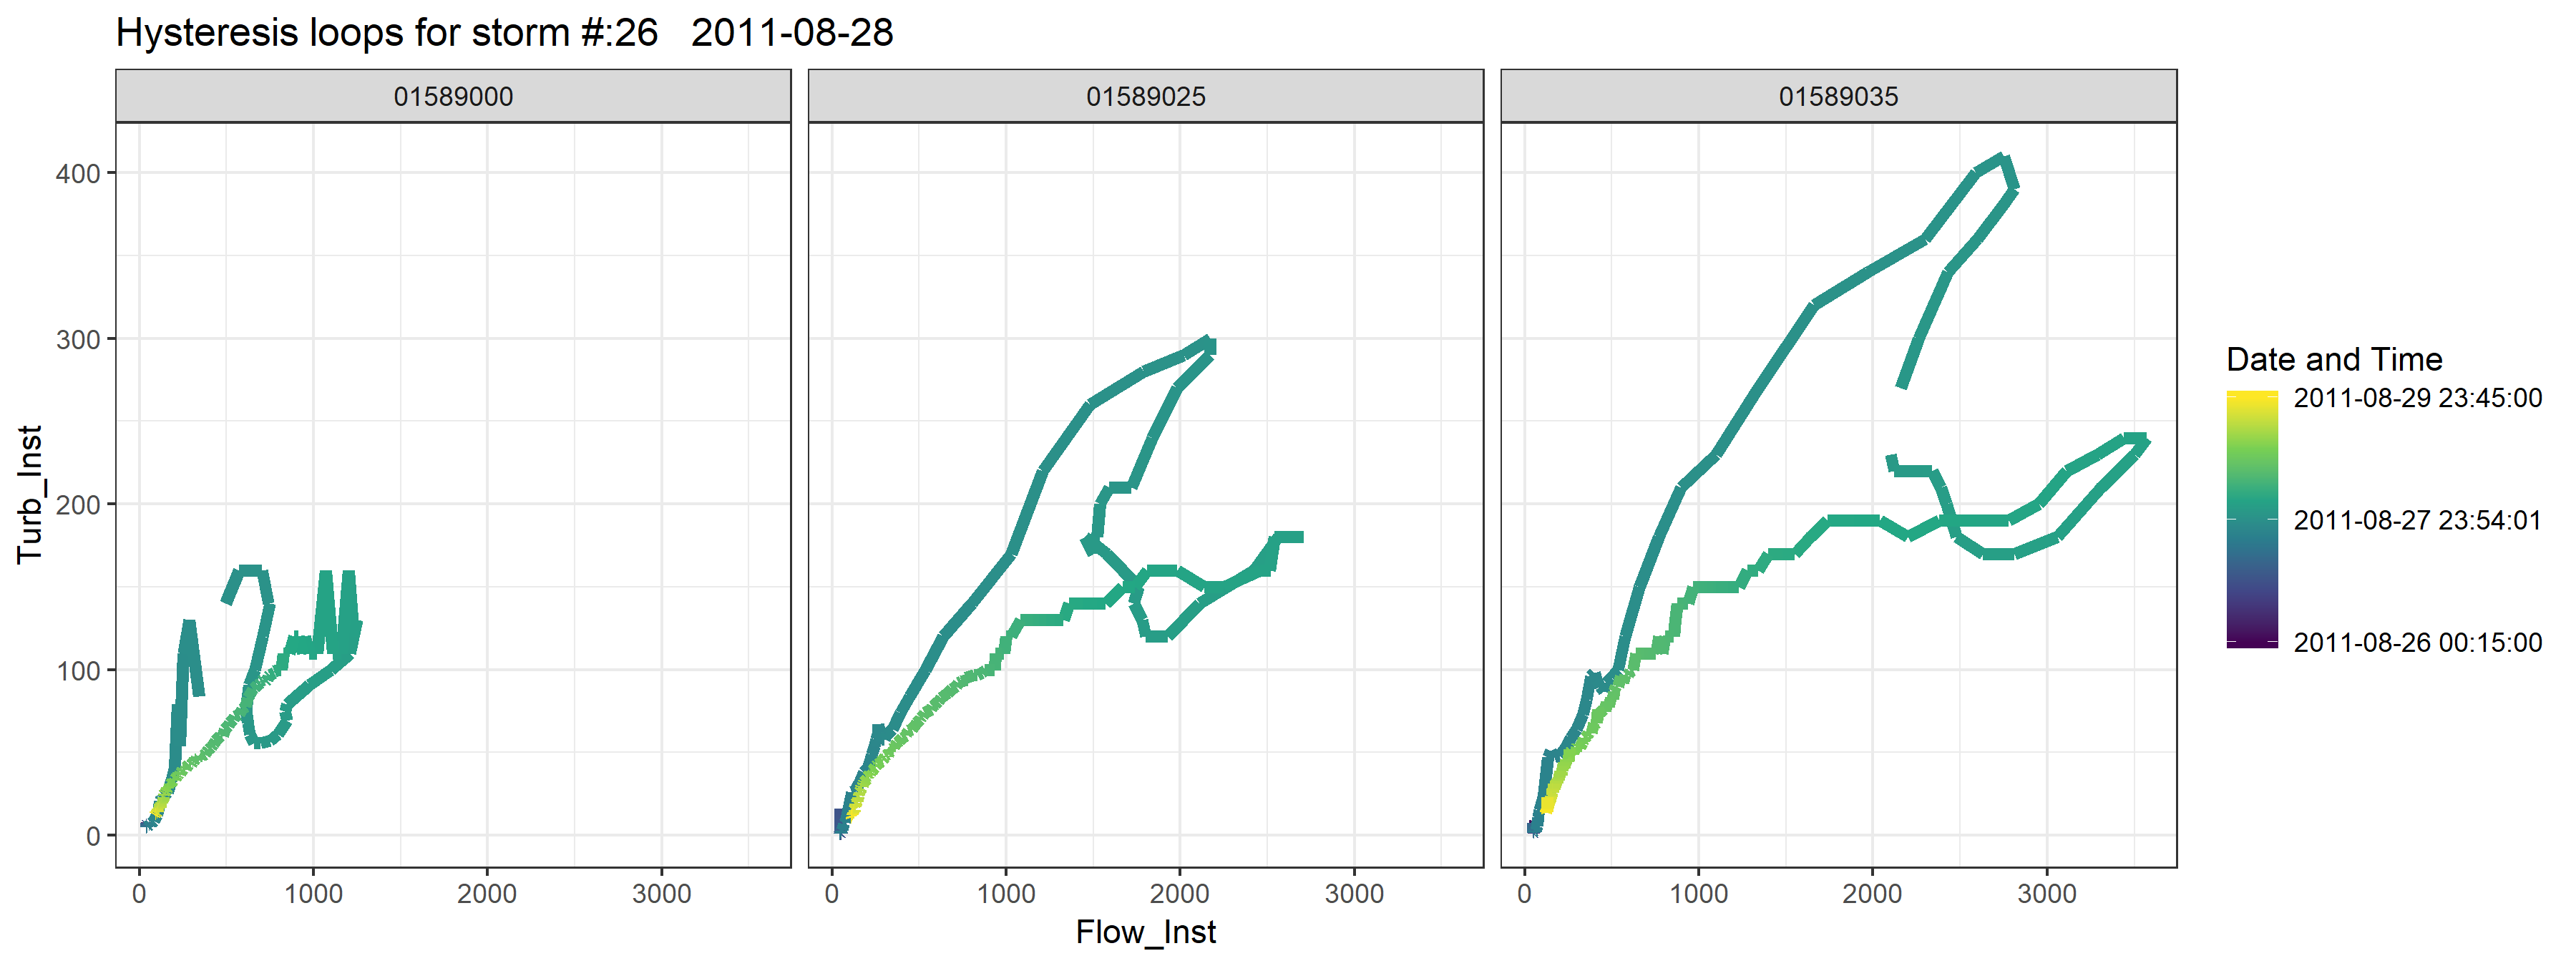 Hysteresis loops for storm #:26   2011-08-28
01589000
01589025
01589035
400
300
200
100
0
Turb_Inst
0 1000 2000 3000
0 1000 2000 3000
0 1000 2000 3000
Flow_Inst
Date and Time
2011-08-29 23:45:00
2011-08-27 23:54:01
2011-08-26 00:15:00